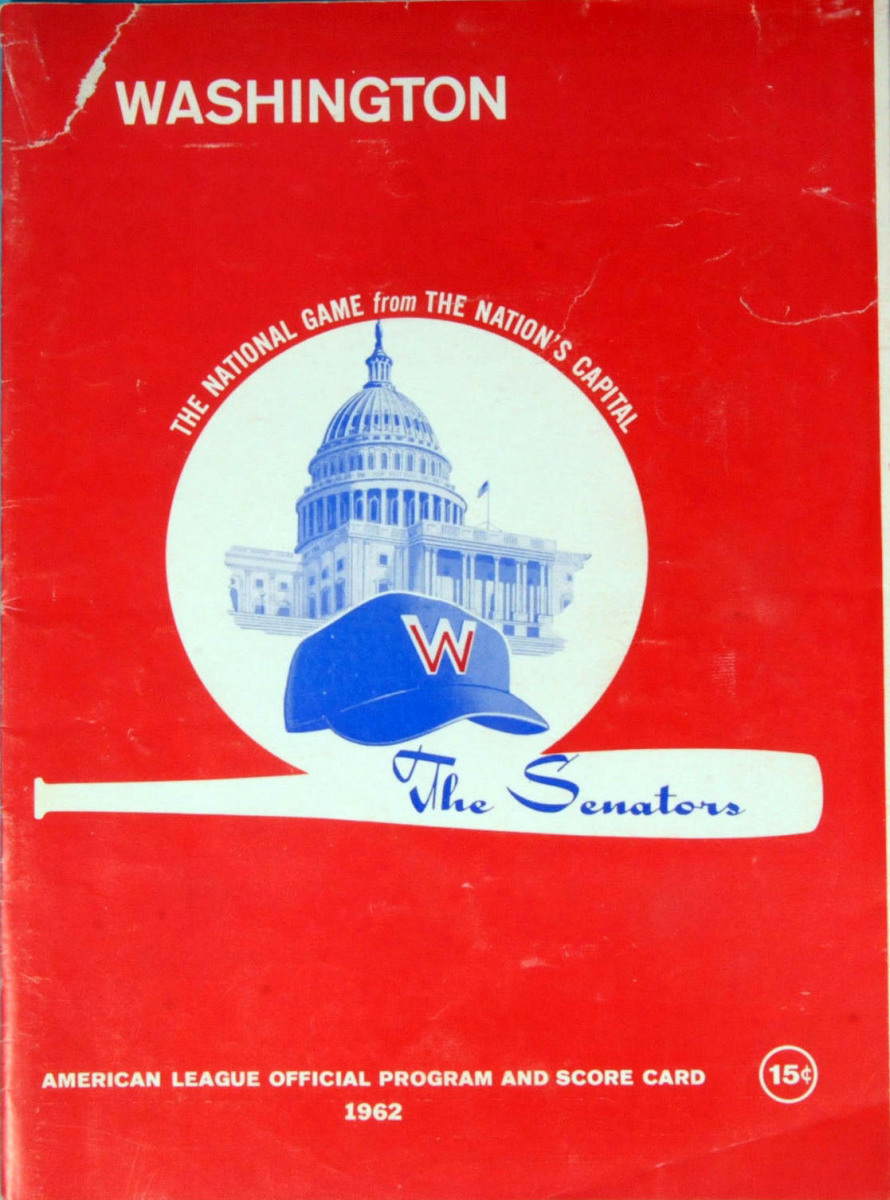 WASHINGTON
THE NATIONAL GAME from THE NATION'S CAPITAL
W
The Senators
AMERICAN LEAGUE OFFICIAL PROGRAM AND SCORE CARD
15¢
1962